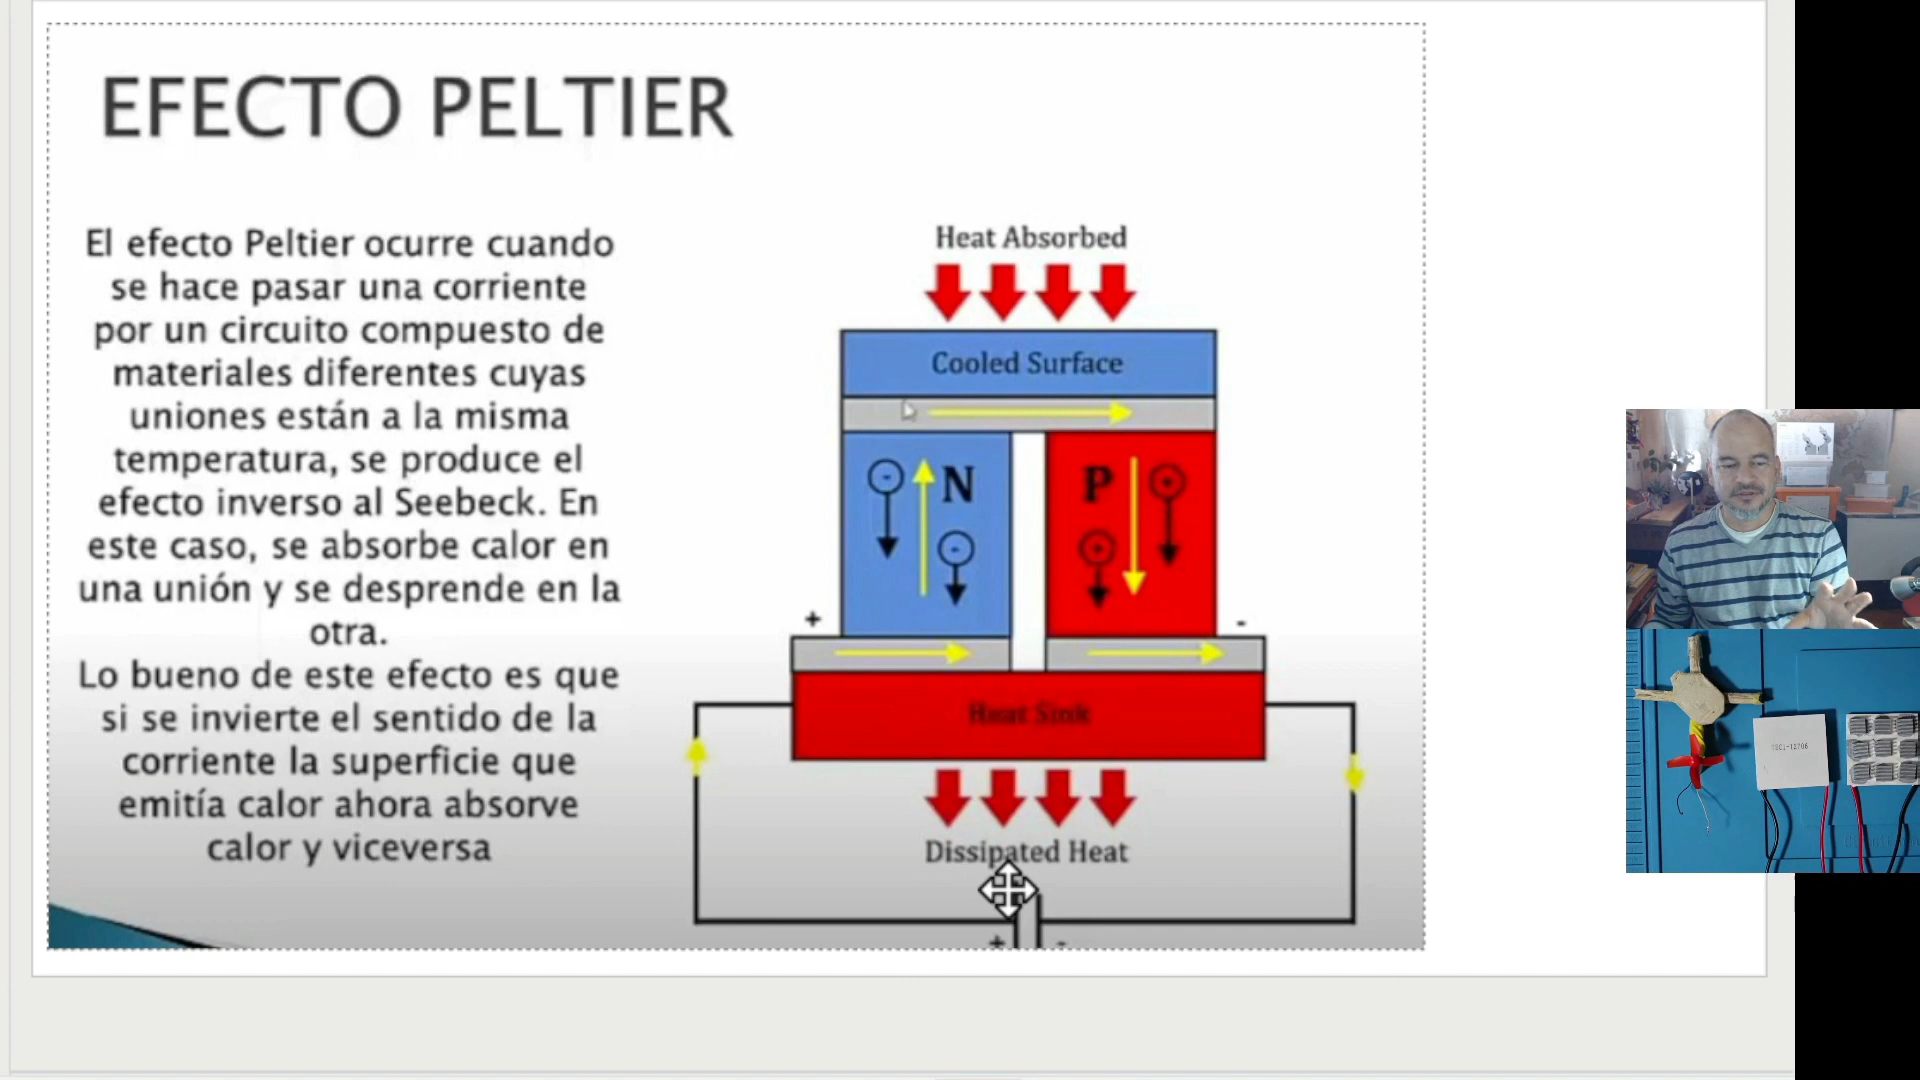 EFECTO PELTIER
El efecto Peltier ocurre cuando
se hace pasar una corriente
por un circuito compuesto de
materiales diferentes cuyas
uniones están a la misma
temperatura, se produce el
efecto inverso al Seebeck. En
este caso, se absorbe calor en
una unión y se desprende en la
otra.
Lo bueno de este efecto es que
si se invierte el sentido de la
corriente la superficie que
emitía calor ahora absorve
calor y viceversa
Heat Absorbed
Cooled Surface
- N P +
- +
+ -
Heat Sink
Dissipated Heat
+ -
TEC1-12706